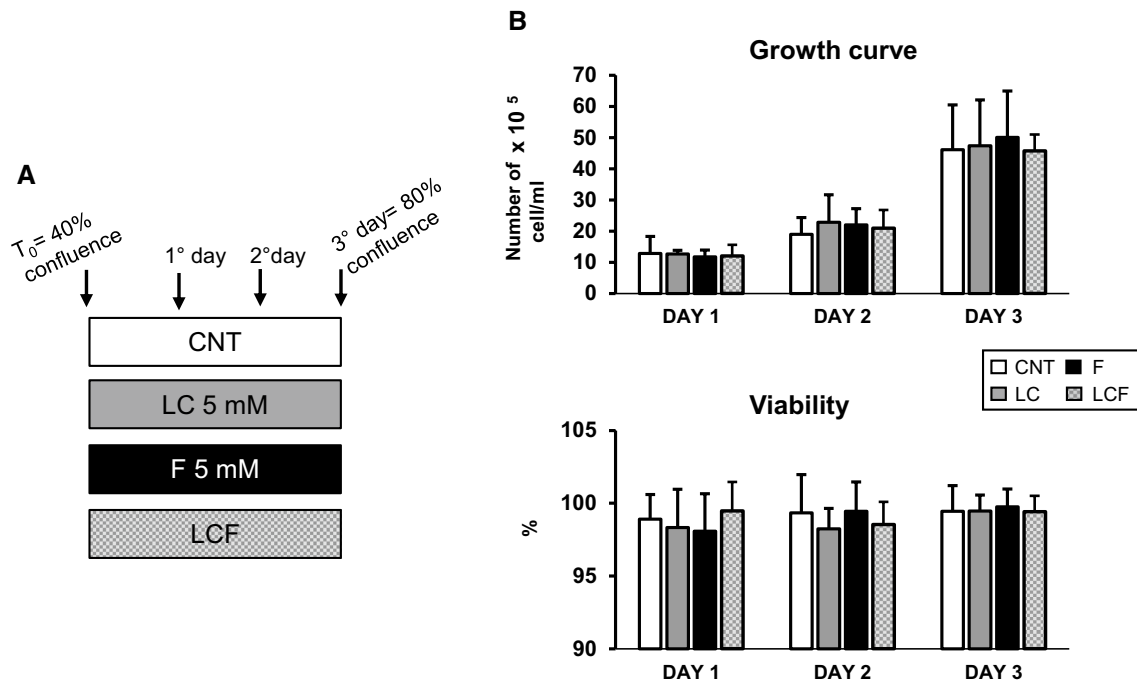 A
T0= 40%
confluence
1° day
2°day
3° day= 80%
confluence
CNT
LC 5 mM
F 5 mM
LCF
B
Growth curve
Number of x 10 5
cell/ml
70
60
50
40
30
20
10
0
DAY 1 DAY 2 DAY 3
CNT F
LC LCF
Viability
%
105
100
95
90
DAY 1 DAY 2 DAY 3